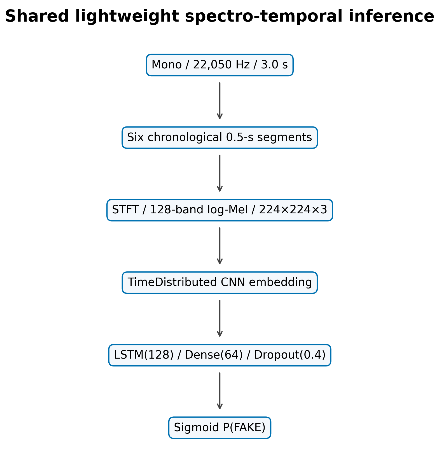 Shared lightweight spectro-temporal inference
Mono / 22,050 Hz / 3.0 s
Six chronological 0.5-s segments
STFT / 128-band log-Mel / 224×224×3
TimeDistributed CNN embedding
LSTM(128) / Dense(64) / Dropout(0.4)
Sigmoid P(FAKE)